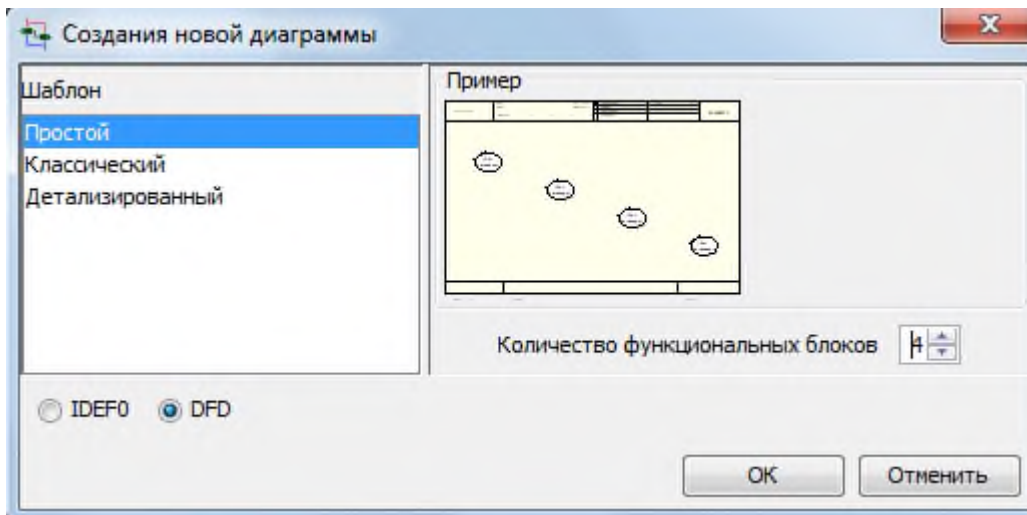 Создания новой диаграммы
Шаблон
Простой
Классический
Детализированный
Пример
Количество функциональных блоков 4
IDEF0 DFD
OK Отменить